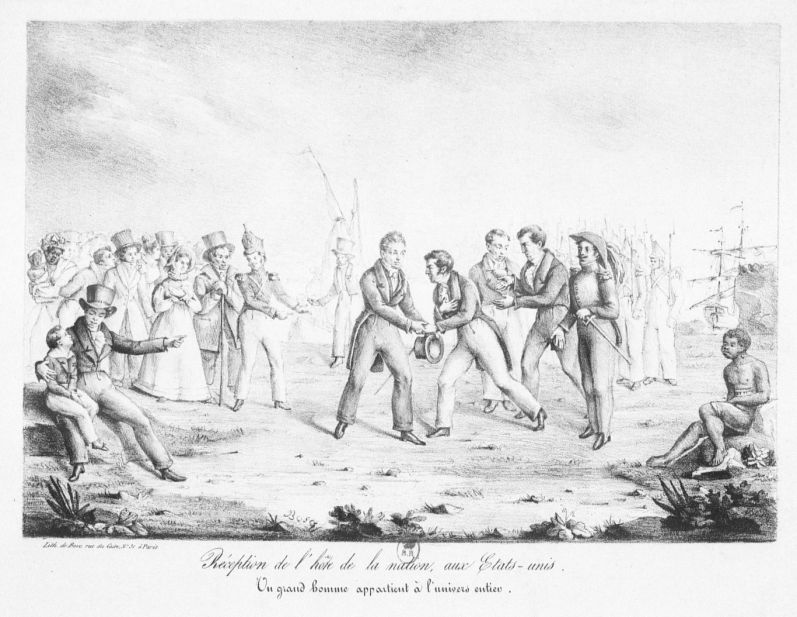 Lith. de Bove, rue du Coin, N° 31 à Paris
Réception de l'hôte de la nation, aux Etats-unis.
Un grand homme appartient à l'univers entier.